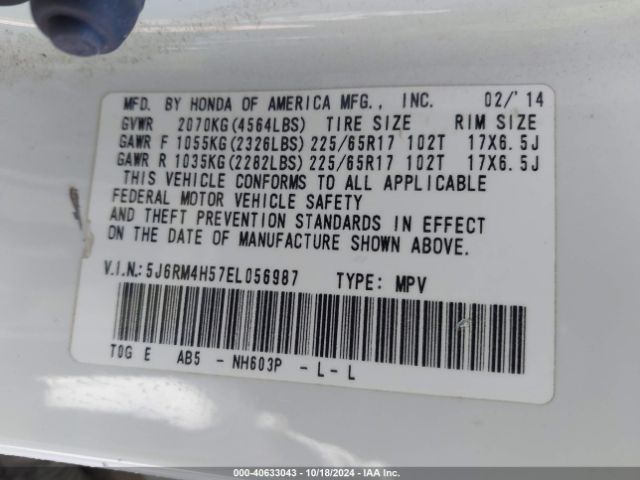 MFD. BY HONDA OF AMERICA MFG., INC. 02/'14
GVWR 2070KG(4564LBS) TIRE SIZE RIM SIZE
GAWR F 1055KG(2326LBS) 225/65R17 102T 17X6.5J
GAWR R 1035KG(2282LBS) 225/65R17 102T 17X6.5J
THIS VEHICLE CONFORMS TO ALL APPLICABLE
FEDERAL MOTOR VEHICLE SAFETY
AND THEFT PREVENTION STANDARDS IN EFFECT
ON THE DATE OF MANUFACTURE SHOWN ABOVE.
V.I.N.: 5J6RM4H57EL056987 TYPE: MPV
T0G E AB5 - NH603P - L - L
000-40633043 - 10/18/2024 - IAA Inc.